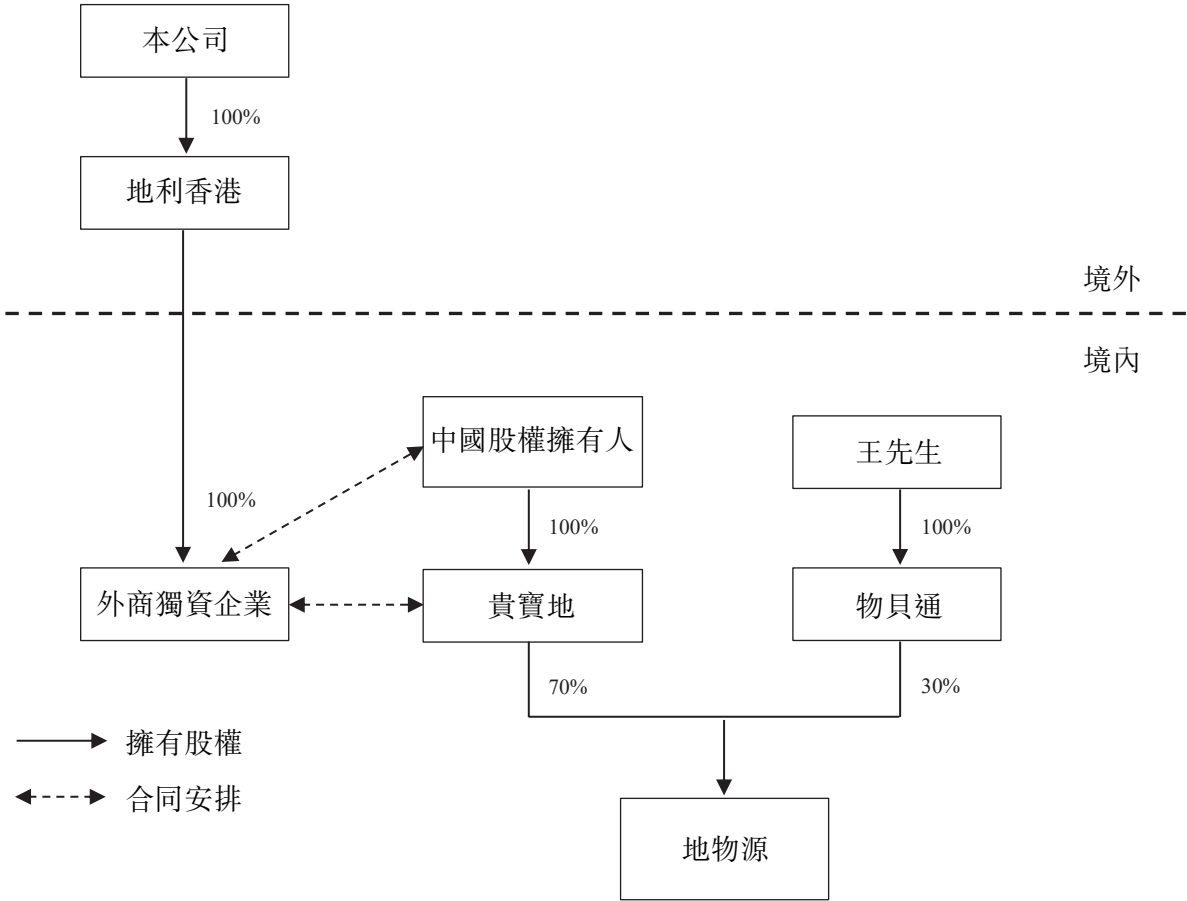 本公司
100%
地利香港
境外
境內
中國股權擁有人
王先生
100%
100%
100%
外商獨資企業
貴寶地
物貝通
70%
30%
擁有股權
合同安排
地物源